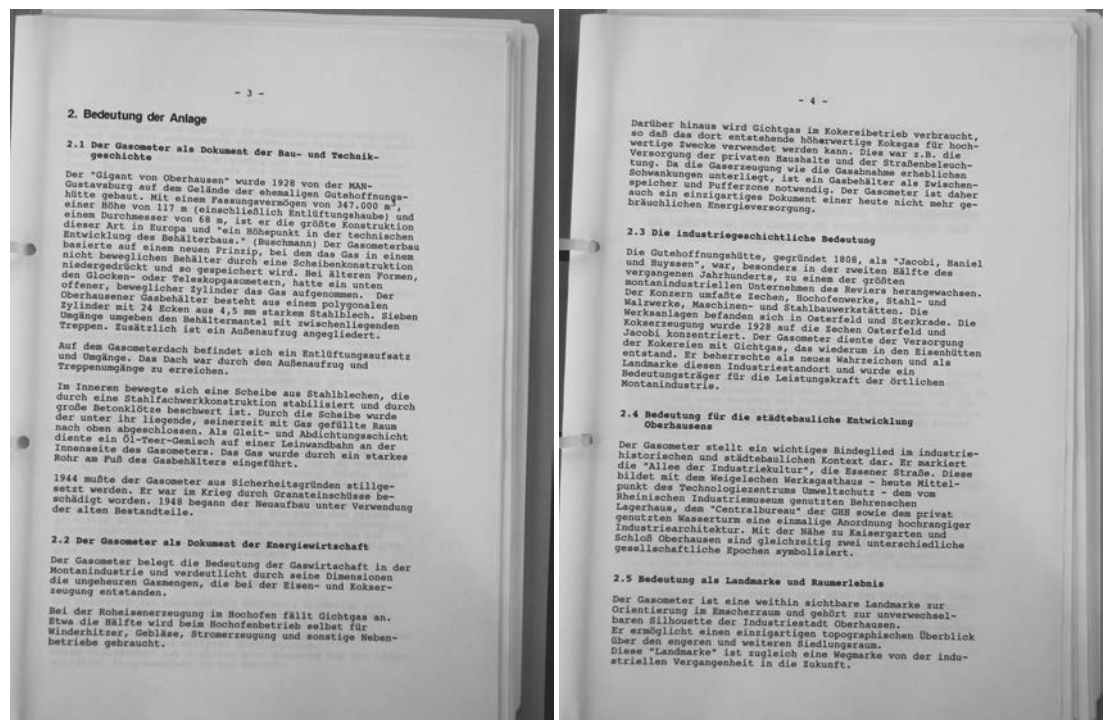 - 3 -
2. Bedeutung der Anlage
2.1 Der Gasometer als Dokument der Bau- und Technik-
geschichte
Der "Gigant von Oberhausen" wurde 1928 von der MAN-
Gustavsburg auf dem Gelände der ehemaligen Gutehoffnungs-
hütte gebaut. Mit einem Fassungsvermögen von 347.000 m³,
einer Höhe von 117 m (einschließlich Entlüftungshaube) und
einem Durchmesser von 68 m, ist er die größte Konstruktion
dieser Art in Europa und "ein Höhepunkt in der technischen
Entwicklung des Behälterbaus." (Buschmann) Der Gasometerbau
basierte auf einem neuen Prinzip, bei dem das Gas in einem
nicht beweglichen Behälter durch eine Scheibenkonstruktion
niedergedrückt und so gespeichert wird. Bei älteren Formen,
den Glocken- oder Teleskopgasometern, hatte ein unten
offener, beweglicher Zylinder das Gas aufgenommen. Der
Oberhausener Gasbehälter besteht aus einem polygonalen
Zylinder mit 24 Ecken aus 4,5 mm starkem Stahlblech. Sieben
Umgänge umgeben den Behältermantel mit zwischenliegenden
Treppen. Zusätzlich ist ein Außenaufzug angegliedert.
Auf dem Gasometerdach befindet sich ein Entlüftungsaufsatz
und Umgänge. Das Dach war durch den Außenaufzug und
Treppenumgänge zu erreichen.
Im Inneren bewegte sich eine Scheibe aus Stahlblechen, die
durch eine Stahlfachwerkkonstruktion stabilisiert und durch
große Betonklötze beschwert ist. Durch die Scheibe wurde
der unter ihr liegende, seinerzeit mit Gas gefüllte Raum
nach oben abgeschlossen. Als Gleit- und Abdichtungsschicht
diente ein Öl-Teer-Gemisch auf einer Leinwandbahn an der
Innenseite des Gasometers. Das Gas wurde durch ein starkes
Rohr am Fuß des Gasbehälters eingeführt.
1944 mußte der Gasometer aus Sicherheitsgründen stillge-
setzt werden. Er war im Krieg durch Granateinschüsse be-
schädigt worden. 1948 begann der Neuaufbau unter Verwendung
der alten Bestandteile.
2.2 Der Gasometer als Dokument der Energiewirtschaft
Der Gasometer belegt die Bedeutung der Gaswirtschaft in der
Montanindustrie und verdeutlicht durch seine Dimensionen
die ungeheuren Gasmengen, die bei der Eisen- und Kokser-
zeugung entstanden.
Bei der Roheisenerzeugung im Hochofen fällt Gichtgas an.
Etwa die Hälfte wird beim Hochofenbetrieb selbst für
Winderhitzer, Gebläse, Stromerzeugung und sonstige Neben-
betriebe gebraucht.
- 4 -
Darüber hinaus wird Gichtgas im Kokereibetrieb verbraucht,
so daß das dort entstehende höherwertige Koksgas für hoch-
wertige Zwecke verwendet werden kann. Dies war z.B. die
Versorgung der privaten Haushalte und der Straßenbeleuch-
tung. Da die Gaserzeugung wie die Gasabnahme erheblichen
Schwankungen unterliegt, ist ein Gasbehälter als Zwischen-
speicher und Pufferzone notwendig. Der Gasometer ist daher
auch ein einzigartiges Dokument einer heute nicht mehr ge-
bräuchlichen Energieversorgung.
2.3 Die industriegeschichtliche Bedeutung
Die Gutehoffnungshütte, gegründet 1808, als "Jacobi, Haniel
und Huyssen", war, besonders in der zweiten Hälfte des
vergangenen Jahrhunderts, zu einem der größten
montanindustriellen Unternehmen des Reviers herangewachsen.
Der Konzern umfaßte Zechen, Hochofenwerke, Stahl- und
Walzwerke, Maschinen- und Stahlbauwerkstätten. Die
Werksanlagen befanden sich in Osterfeld und Sterkrade. Die
Kokserzeugung wurde 1928 auf die Zechen Osterfeld und
Jacobi konzentriert. Der Gasometer diente der Versorgung
der Kokereien mit Gichtgas, das wiederum in den Eisenhütten
entstand. Er beherrschte als neues Wahrzeichen und als
Landmarke diesen Industriestandort und wurde ein
Bedeutungsträger für die Leistungskraft der örtlichen
Montanindustrie.
2.4 Bedeutung für die städtebauliche Entwicklung
Oberhausens
Der Gasometer stellt ein wichtiges Bindeglied im industrie-
historischen und städtebaulichen Kontext dar. Er markiert
die "Allee der Industriekultur", die Essener Straße. Diese
bildet mit dem Weigelschen Werksgasthaus - heute Mittel-
punkt des Technologiezentrums Umweltschutz - dem vom
Rheinischen Industriemuseum genutzten Behrenschen
Lagerhaus, dem "Centralbureau" der GHH sowie dem privat
genutzten Wasserturm eine einmalige Anordnung hochrangiger
Industriearchitektur. Mit der Nähe zu Kaisergarten und
Schloß Oberhausen sind gleichzeitig zwei unterschiedliche
gesellschaftliche Epochen symbolisiert.
2.5 Bedeutung als Landmarke und Raumerlebnis
Der Gasometer ist eine weithin sichtbare Landmarke zur
Orientierung im Emscherraum und gehört zur unverwechsel-
baren Silhouette der Industriestadt Oberhausen.
Er ermöglicht einen einzigartigen topographischen Überblick
über den engeren und weiteren Siedlungsraum.
Diese "Landmarke" ist zugleich eine Wegmarke von der indu-
striellen Vergangenheit in die Zukunft.